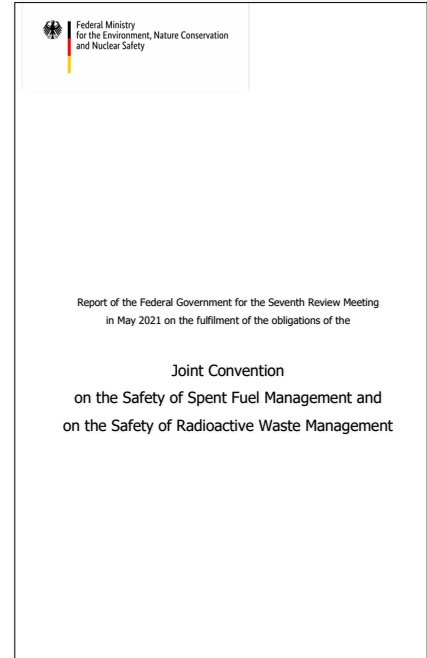 Federal Ministry
for the Environment, Nature Conservation
and Nuclear Safety
Report of the Federal Government for the Seventh Review Meeting
in May 2021 on the fulfilment of the obligations of the
Joint Convention
on the Safety of Spent Fuel Management and
on the Safety of Radioactive Waste Management